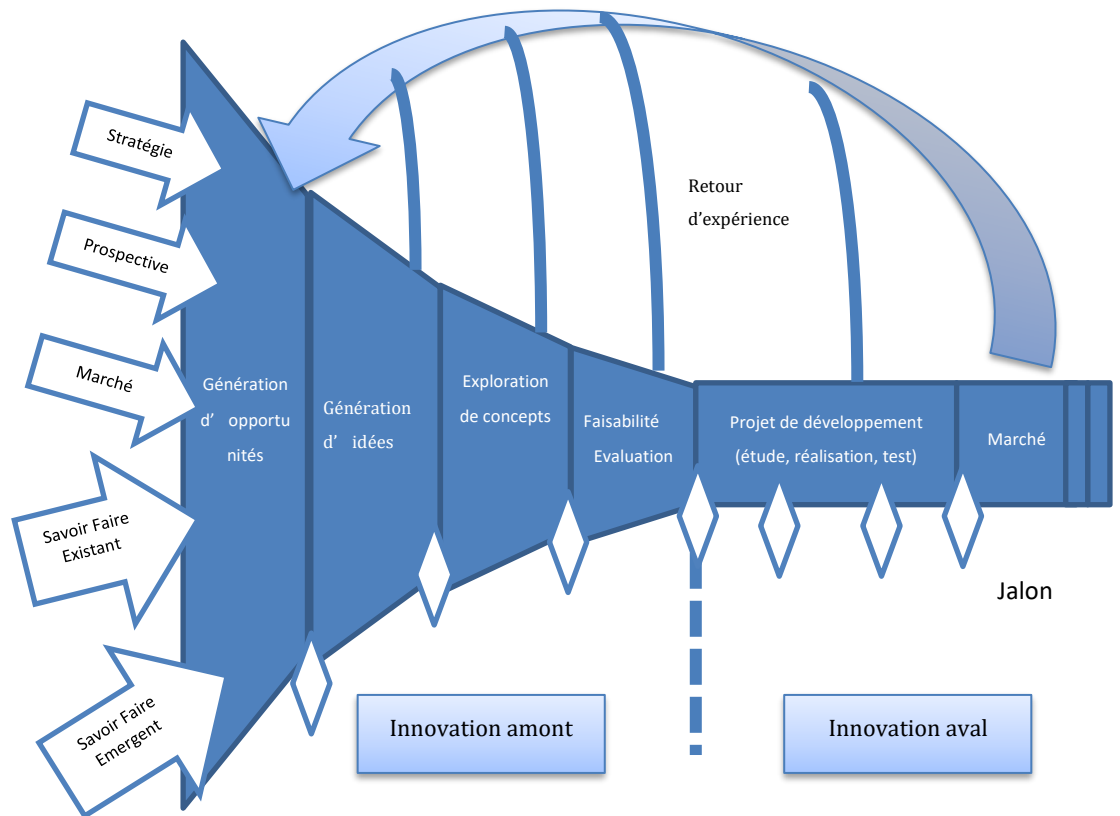 Stratégie
Prospective
Marché
Savoir Faire
Existant
Savoir Faire
Emergent
Génération
d' opportu
nités
Génération
d' idées
Exploration
de concepts
Faisabilité
Evaluation
Projet de développement
(étude, réalisation, test)
Marché
Retour
d'expérience
Jalon
Innovation amont
Innovation aval